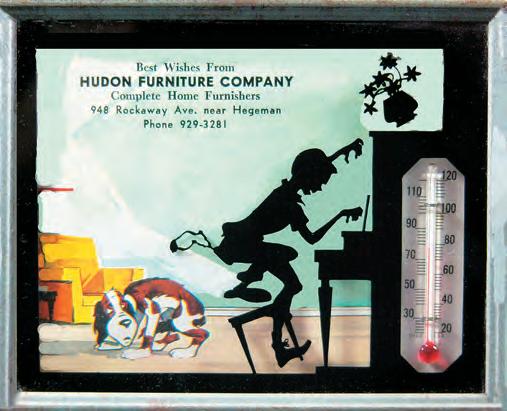 Best Wishes From
HUDON FURNITURE COMPANY
Complete Home Furnishers
948 Rockaway Ave. near Hegeman
Phone 929-3281
120
110
100
90
80
70
60
50
40
30
20